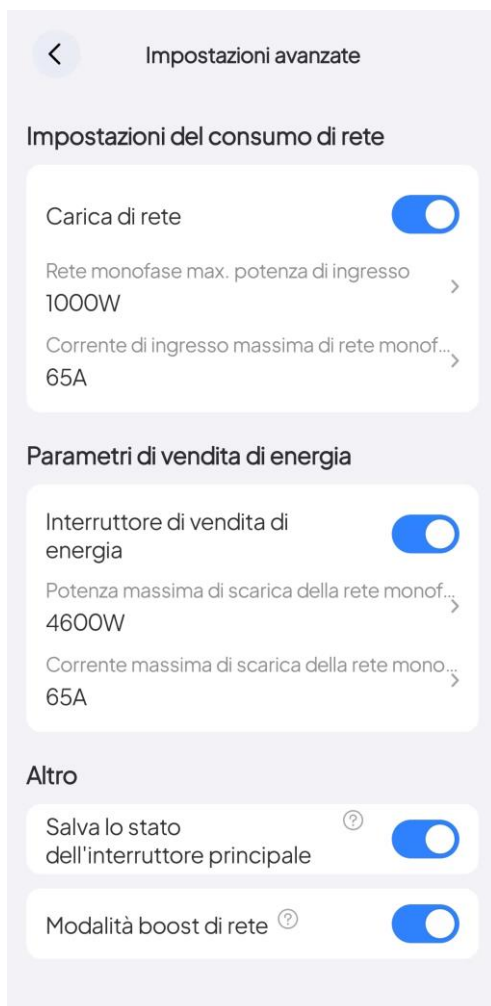 Impostazioni avanzate
Impostazioni del consumo di rete
Carica di rete
Rete monofase max. potenza di ingresso
1000W
Corrente di ingresso massima di rete monof...
65A
Parametri di vendita di energia
Interruttore di vendita di
energia
Potenza massima di scarica della rete monof...
4600W
Corrente massima di scarica della rete mono...
65A
Altro
Salva lo stato
dell'interruttore principale
Modalità boost di rete